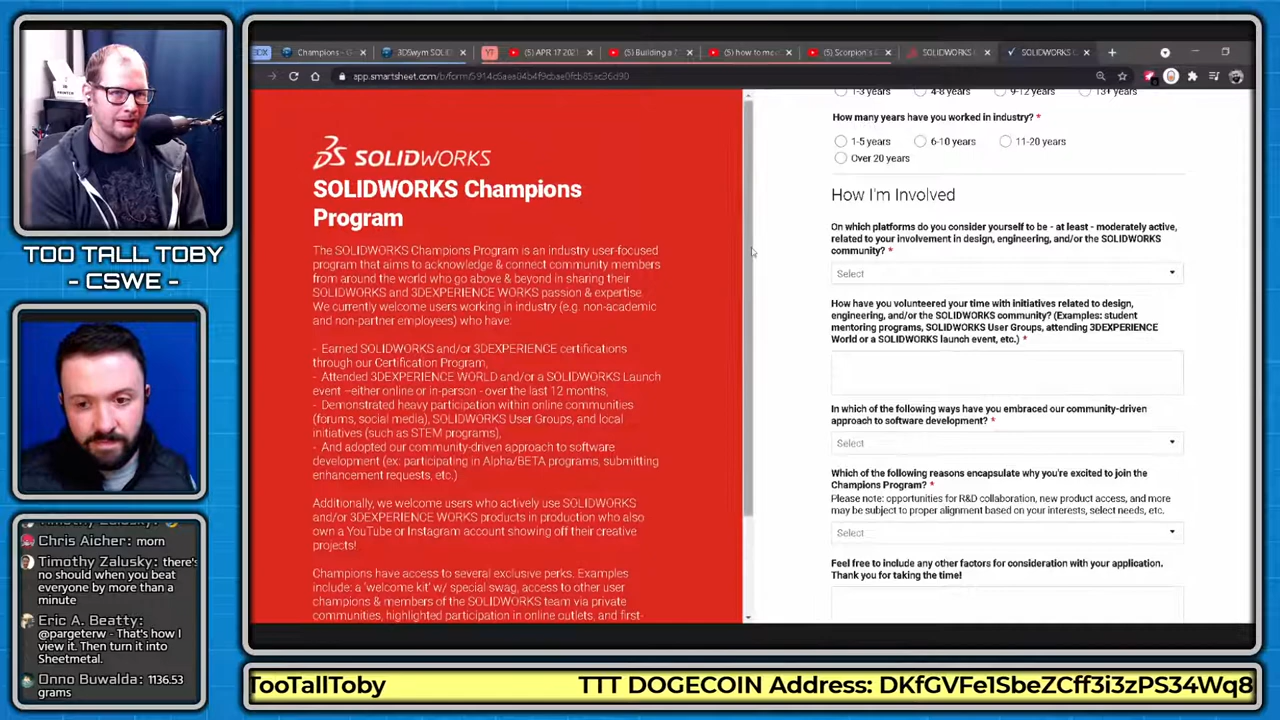 Champions - G
3DSwym SOLI
Y?
(5) APR 17 202
(5) Building a
(5) how to me
(5) Scorpion's
SOLIDWORKS
SOLIDWORKS
TOO TALL TOBY
- CSWE -
Chris Aicher: morn
Timothy Zalusky: there's
no should when you beat
everyone by more than a
minute
Eric A. Beatty:
@pargeterw - That's how I
view it. Then turn it into
Sheetmetal.
Onno Buwalda: 1136.53
grams
SOLIDWORKS
SOLIDWORKS Champions
Program
The SOLIDWORKS Champions Program is an industry user-focused
program that aims to acknowledge & connect community members
from around the world who go above & beyond in sharing their
SOLIDWORKS and 3DEXPERIENCE WORKS passion & expertise.
We currently welcome users working in industry (e.g. non-academic
and non-partner employees) who have:
- Earned SOLIDWORKS and/or 3DEXPERIENCE certifications
through our Certification Program,
- Attended 3DEXPERIENCE WORLD and/or a SOLIDWORKS Launch
event –either online or in-person - over the last 12 months,
- Demonstrated heavy participation within online communities
(forums, social media), SOLIDWORKS User Groups, and local
initiatives (such as STEM programs),
- And adopted our community-driven approach to software
development (ex: participating in Alpha/BETA programs, submitting
enhancement requests, etc.)
Additionally, we welcome users who actively use SOLIDWORKS
and/or 3DEXPERIENCE WORKS products in production who also
own a YouTube or Instagram account showing off their creative
projects!
Champions have access to several exclusive perks. Examples
include: a 'welcome kit' w/ special swag, access to other user
champions & members of the SOLIDWORKS team via private
communities, highlighted participation in online outlets, and first-
1-3 years 4-8 years 9-12 years 13+ years
How many years have you worked in industry? *
1-5 years 6-10 years 11-20 years
Over 20 years
How I'm Involved
On which platforms do you consider yourself to be - at least - moderately active,
related to your involvement in design, engineering, and/or the SOLIDWORKS
community? *
Select
How have you volunteered your time with initiatives related to design,
engineering, and/or the SOLIDWORKS community? (Examples: student
mentoring programs, SOLIDWORKS User Groups, attending 3DEXPERIENCE
World or a SOLIDWORKS launch event, etc.) *
In which of the following ways have you embraced our community-driven
approach to software development? *
Select
Which of the following reasons encapsulate why you're excited to join the
Champions Program? *
Please note: opportunities for R&D collaboration, new product access, and more
may be subject to proper alignment based on your interests, select needs, etc.
Select
Feel free to include any other factors for consideration with your application.
Thank you for taking the time!
TooTallToby TTT DOGECOIN Address: DKfGVFe1SbeZCff3i3zPS34Wq8